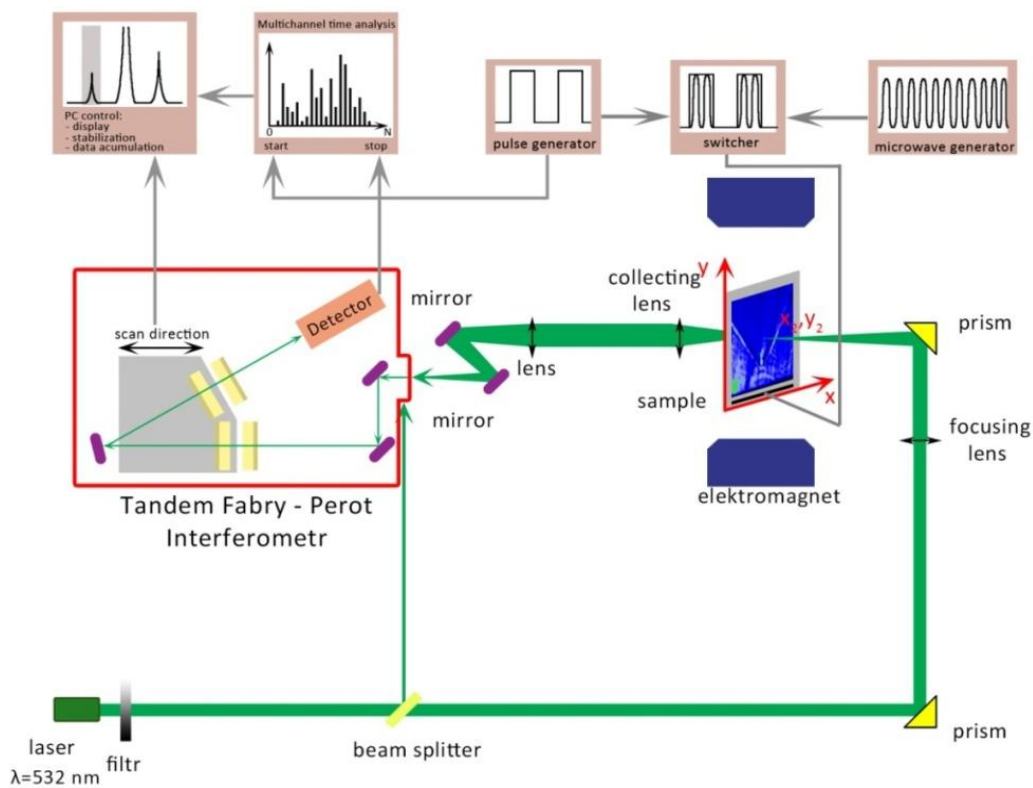 Multichannel time analysis
PC control:
- display
- stabilization
- data acumulation
0
N
start
stop
pulse generator
switcher
microwave generator
scan direction
Detector
mirror
mirror
lens
collecting
lens
y
x₂,y₂
x
sample
prism
focusing
lens
elektromagnet
Tandem Fabry - Perot
Interferometr
laser
λ=532 nm
filtr
beam splitter
prism